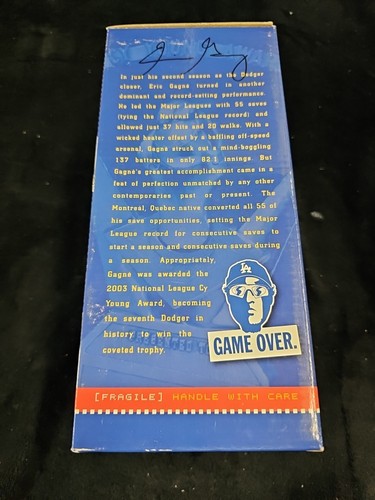 In just his second season as the Dodger
closer, Eric Gagné turned in another
dominant and record-setting performance.
He led the Major Leagues with 55 saves
(tying the National League record) and
allowed just 37 hits and 20 walks. With a
wicked heater offset by a baffling off-speed
arsenal, Gagné struck out a mind-boggling
137 batters in only 82.1 innings. But
Gagné's greatest accomplishment came in a
feat of perfection unmatched by any other
contemporaries past or present. The
Montreal, Quebec native converted all 55 of
his save opportunities, setting the Major
League record for consecutive saves to
start a season and consecutive saves during
a season. Appropriately,
Gagné was awarded the
2003 National League Cy
Young Award, becoming
the seventh Dodger in
history to win the
coveted trophy.
LA
GAME OVER.
[FRAGILE] HANDLE WITH CARE